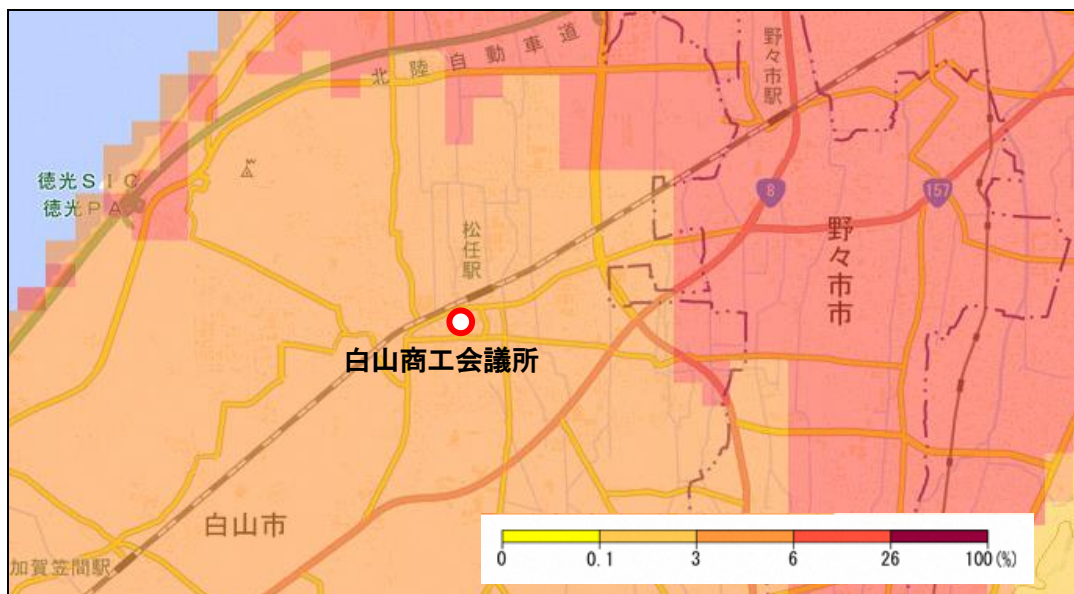 北陸自動車道
野々市駅
徳光SIC
徳光PA
松任駅
8
157
野々市市
白山商工会議所
白山市
加賀笠間駅
0 0.1 3 6 26 100(%)